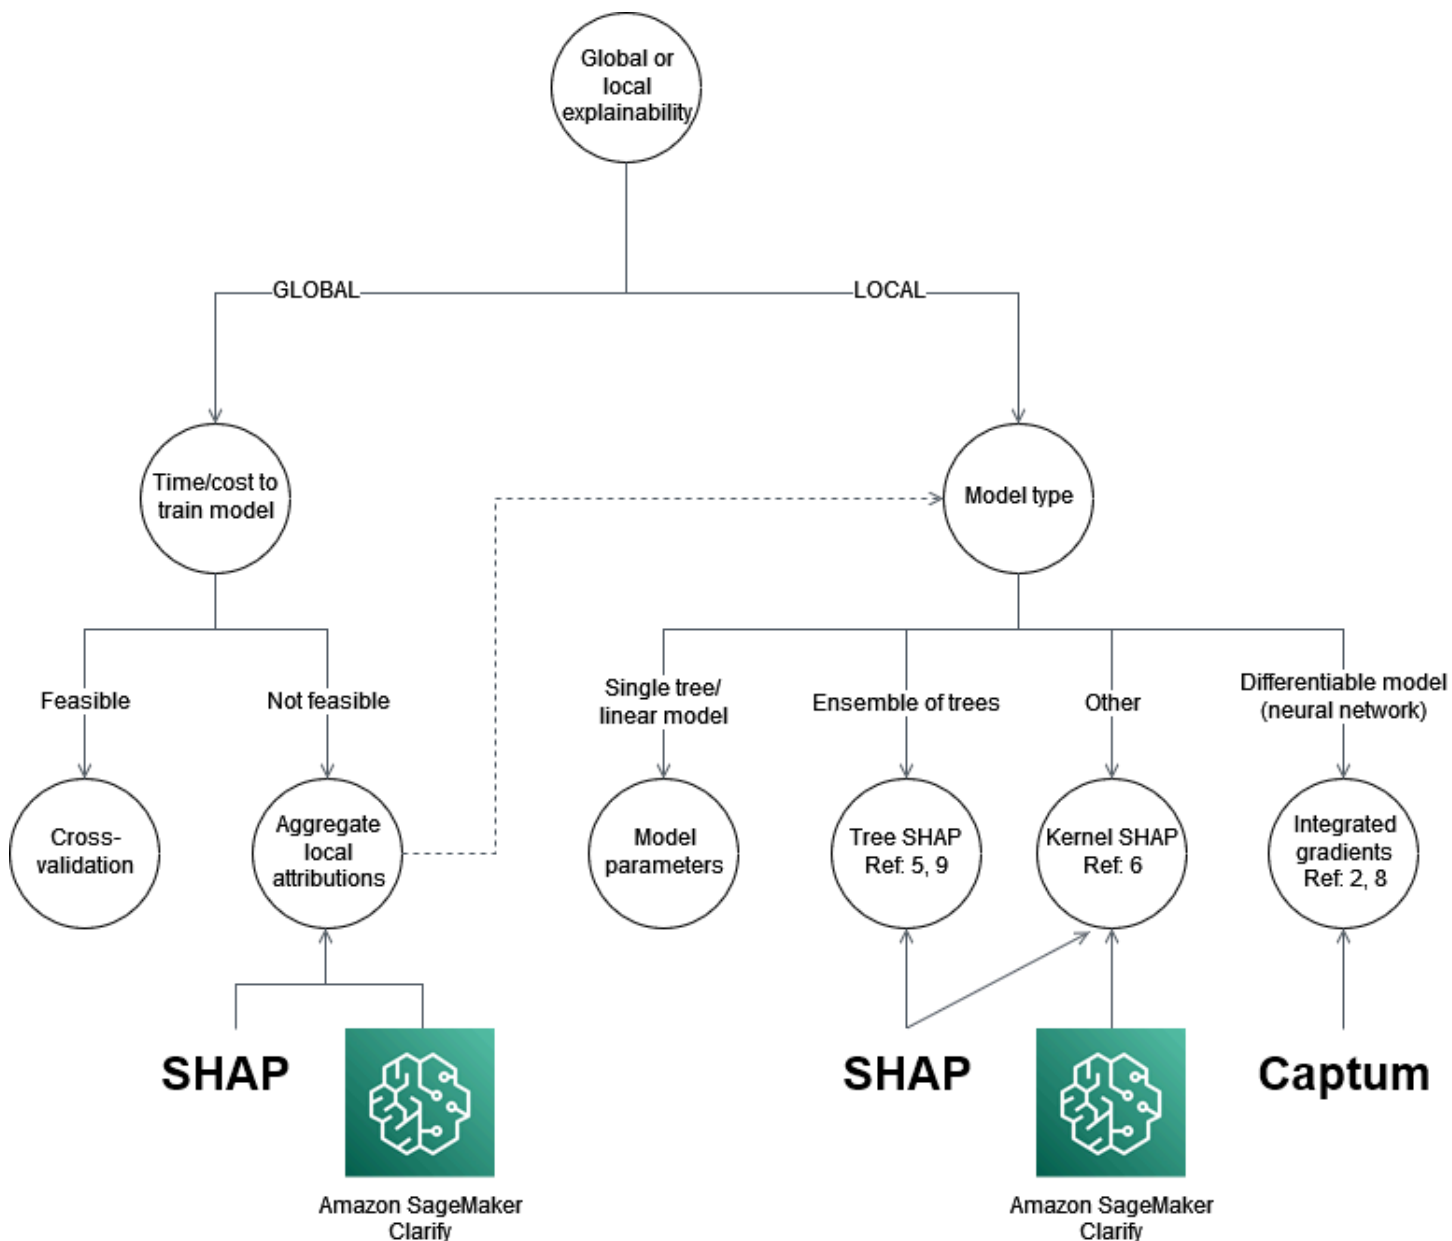 Global or
local
explainability
GLOBAL
LOCAL
Time/cost to
train model
Model type
Feasible
Not feasible
Single tree/
linear model
Ensemble of trees
Other
Differentiable model
(neural network)
Cross-
validation
Aggregate
local
attributions
Model
parameters
Tree SHAP
Ref: 5, 9
Kernel SHAP
Ref: 6
Integrated
gradients
Ref: 2, 8
SHAP
SHAP
Captum
Amazon SageMaker
Clarify
Amazon SageMaker
Clarify